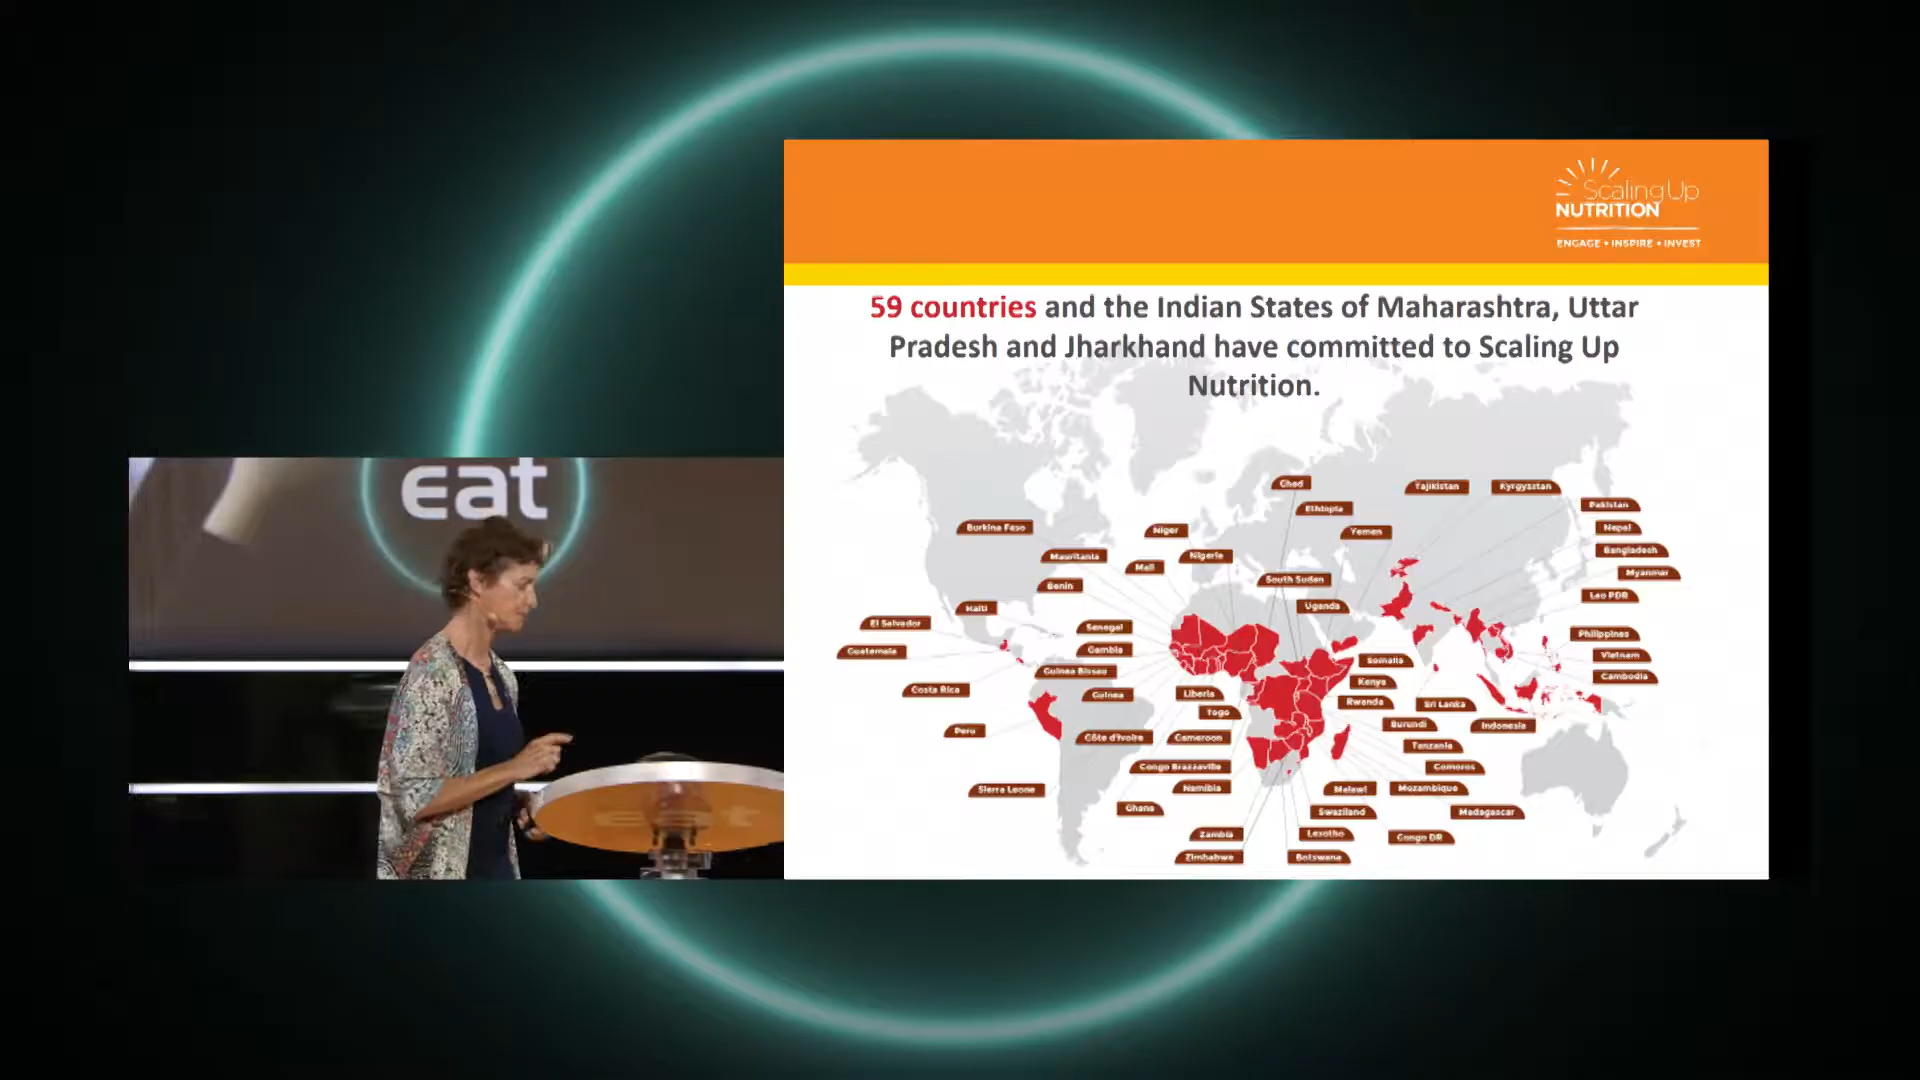 eat
Scaling Up
NUTRITION
ENGAGE • INSPIRE • INVEST
59 countries and the Indian States of Maharashtra, Uttar
Pradesh and Jharkhand have committed to Scaling Up
Nutrition.
Chad
Tajikistan
Kyrgyzstan
Ethiopia
Pakistan
Burkina Faso
Niger
Yemen
Nepal
Mauritania
Nigeria
Bangladesh
Mali
Myanmar
Benin
South Sudan
Lao PDR
Haiti
Uganda
El Salvador
Senegal
Philippines
Guatemala
Gambia
Vietnam
Somalia
Guinea Bissau
Cambodia
Kenya
Costa Rica
Guinea
Liberia
Rwanda
Sri Lanka
Togo
Burundi
Indonesia
Peru
Côte d'Ivoire
Cameroon
Tanzania
Congo Brazzaville
Comoros
Sierra Leone
Namibia
Malawi
Mozambique
Ghana
Swaziland
Madagascar
Zambia
Lesotho
Congo DR
Zimbabwe
Botswana